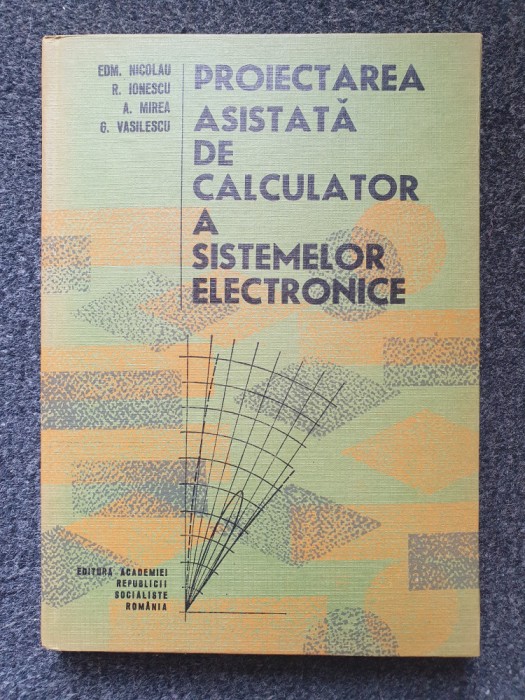 EDM. NICOLAU
R. IONESCU
A. MIREA
G. VASILESCU
PROIECTAREA
ASISTATĂ
DE
CALCULATOR
A
SISTEMELOR
ELECTRONICE
EDITURA ACADEMIEI
REPUBLICII
SOCIALISTE
ROMÂNIA